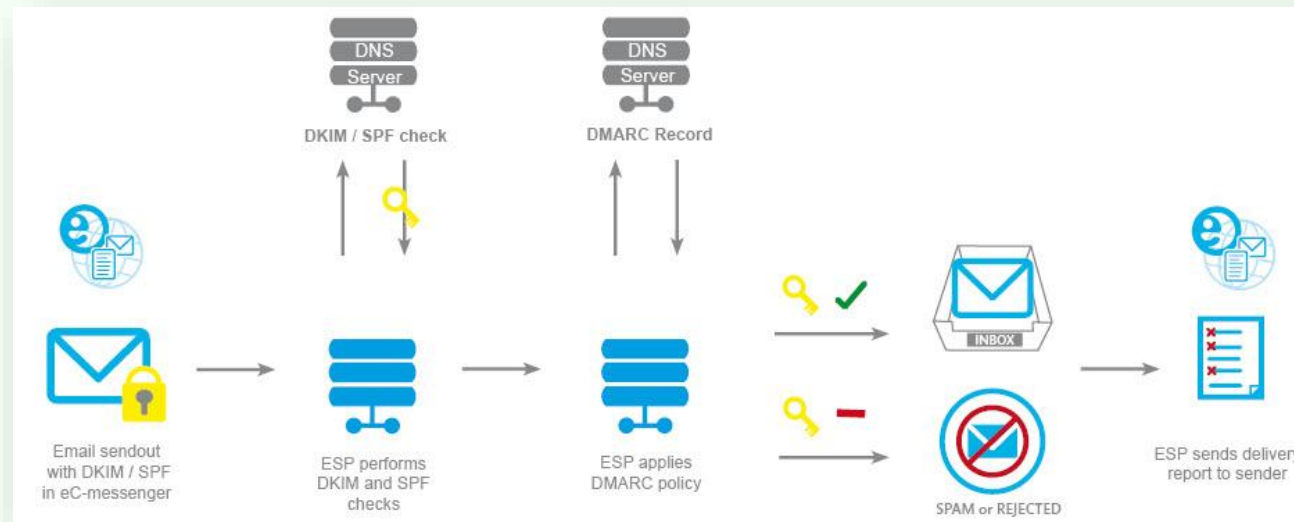 DNS
Server
DKIM / SPF check
DNS
Server
DMARC Record
Email sendout
with DKIM / SPF
in eC-messenger
ESP performs
DKIM and SPF
checks
ESP applies
DMARC policy
INBOX
SPAM or REJECTED
ESP sends delivery
report to sender